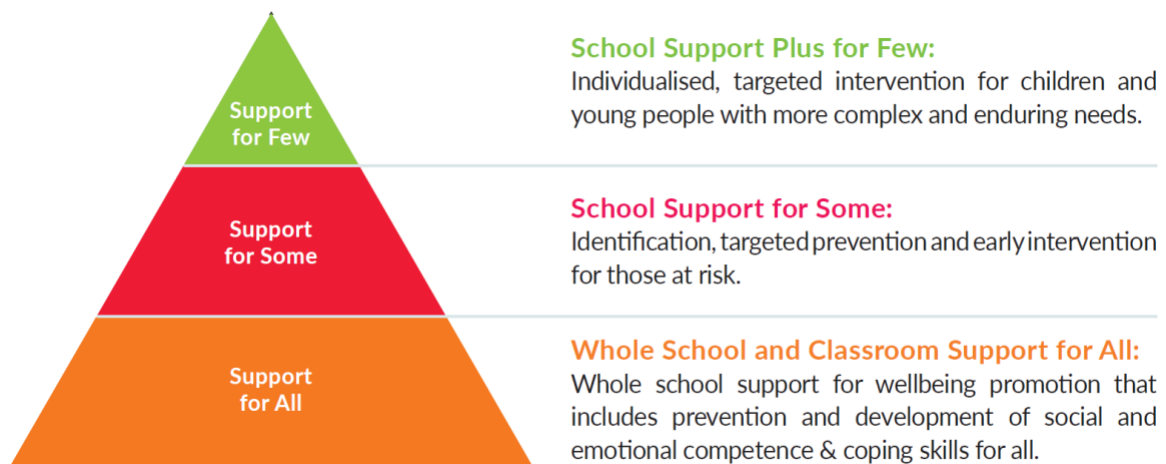 Support
for Few
School Support Plus for Few:
Individualised, targeted intervention for children and
young people with more complex and enduring needs.
Support
for Some
School Support for Some:
Identification, targeted prevention and early intervention
for those at risk.
Support
for All
Whole School and Classroom Support for All:
Whole school support for wellbeing promotion that
includes prevention and development of social and
emotional competence & coping skills for all.